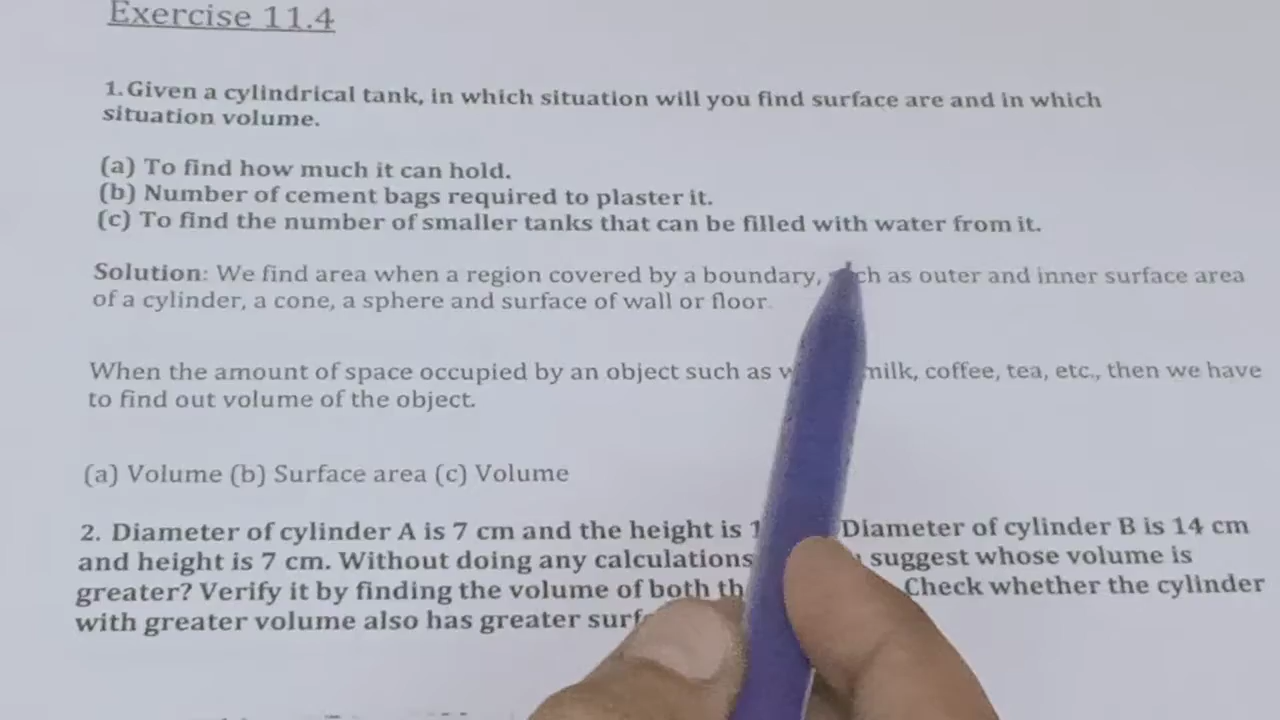 Exercise 11.4
1.Given a cylindrical tank, in which situation will you find surface are and in which
situation volume.
(a) To find how much it can hold.
(b) Number of cement bags required to plaster it.
(c) To find the number of smaller tanks that can be filled with water from it.
Solution: We find area when a region covered by a boundary, as outer and inner surface area
of a cylinder, a cone, a sphere and surface of wall or floor.
When the amount of space occupied by an object such as milk, coffee, tea, etc., then we have
to find out volume of the object.
(a) Volume (b) Surface area (c) Volume
2. Diameter of cylinder A is 7 cm and the height is Diameter of cylinder B is 14 cm
and height is 7 cm. Without doing any calculations suggest whose volume is
greater? Verify it by finding the volume of both Check whether the cylinder
with greater volume also has greater